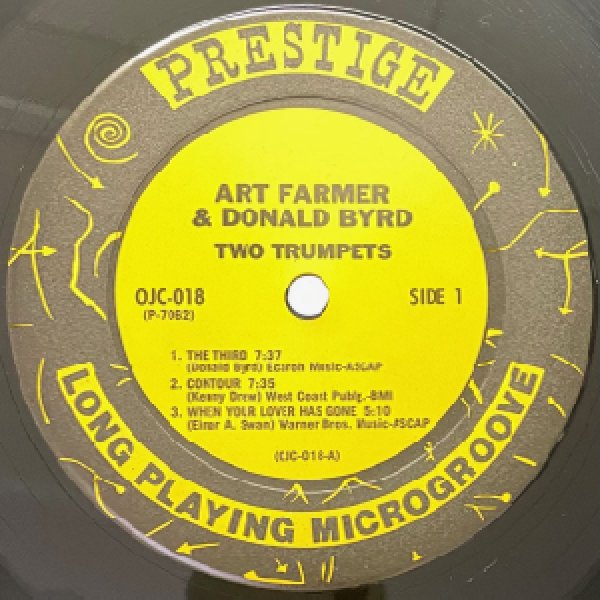 PRESTIGE
ART FARMER
& DONALD BYRD
TWO TRUMPETS
OJC-018 SIDE 1
(P-7062)
1. THE THIRD 7:37
(Donald Byrd) Ecaroh Music-ASCAP
2. CONTOUR 7:35
(Kenny Drew) West Coast Publg.-BMI
3. WHEN YOUR LOVER HAS GONE 5:10
(Einar A. Swan) Warner Bros. Music-ASCAP
(OJC-018-A)
LONG PLAYING MICROGROOVE